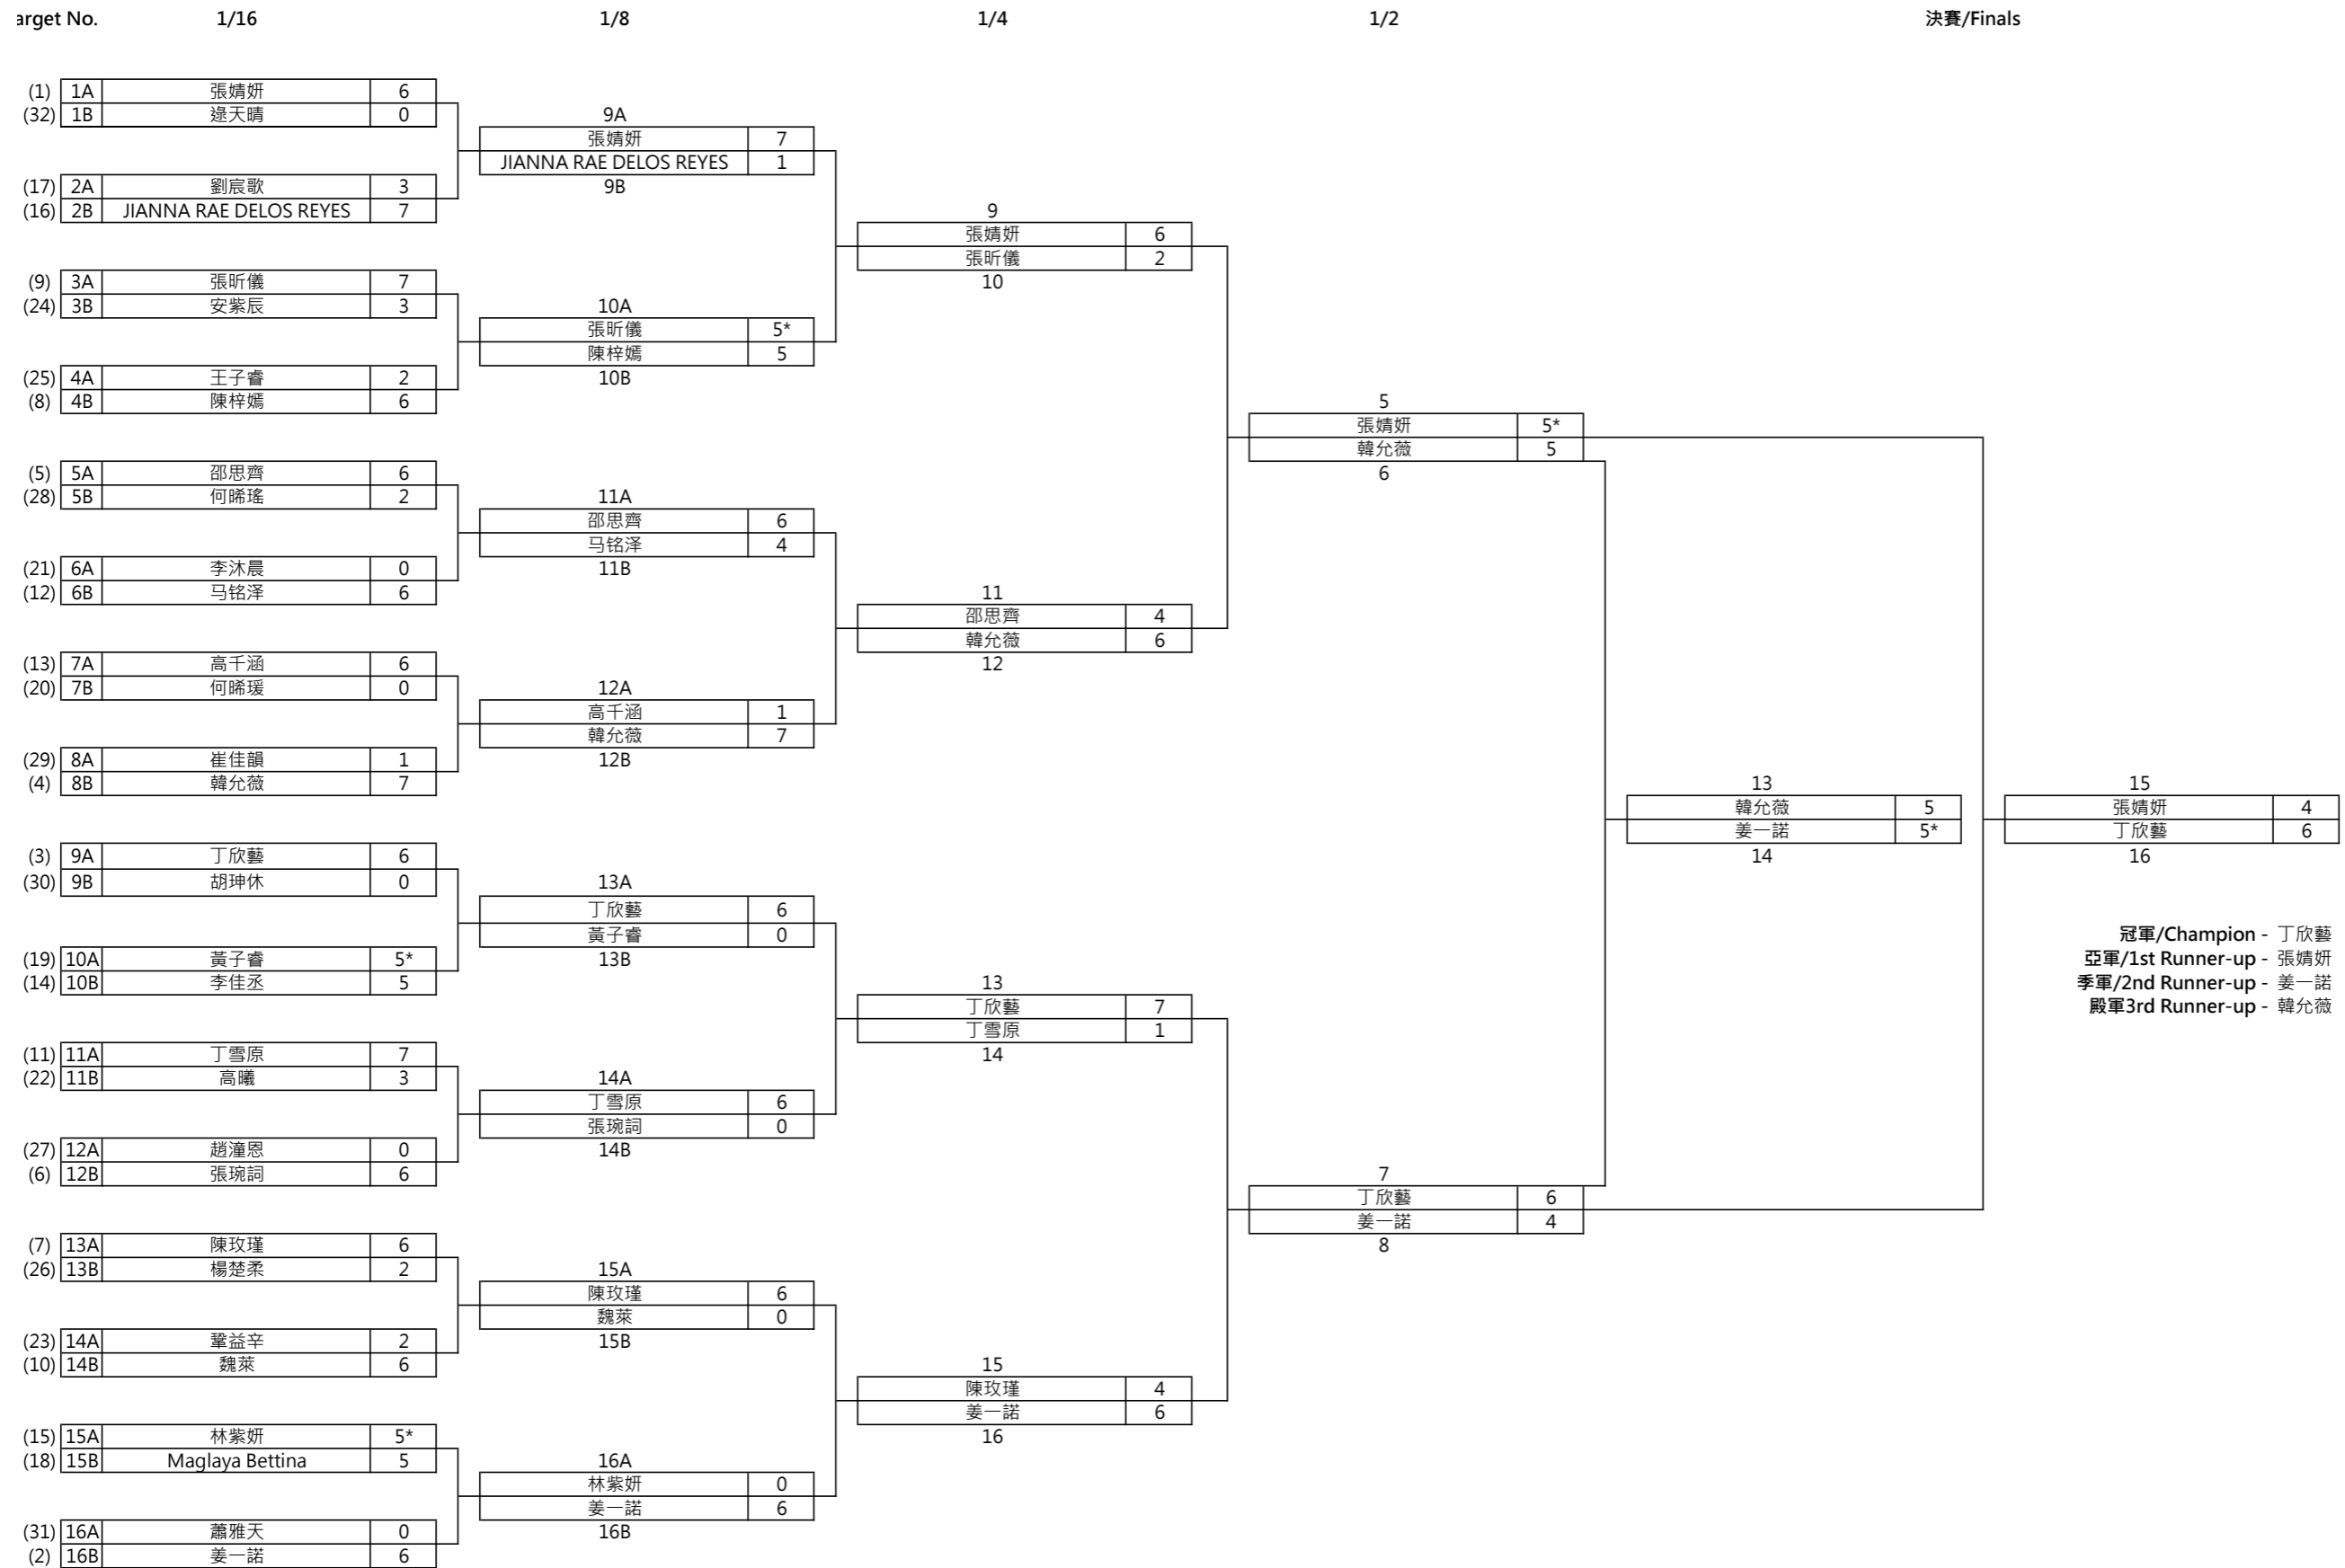 arget No. 1/16 1/8 1/4 1/2 決賽/Finals
(1) 1A 張婧妍 6
(32) 1B 逯天晴 0
9A
張婧妍 7
JIANNA RAE DELOS REYES 1
9B
(17) 2A 劉宸歌 3
(16) 2B JIANNA RAE DELOS REYES 7
9
張婧妍 6
張昕儀 2
10
(9) 3A 張昕儀 7
(24) 3B 安紫辰 3
10A
張昕儀 5*
陳梓嫣 5
10B
(25) 4A 王子睿 2
(8) 4B 陳梓嫣 6
5
張婧妍 5*
韓允薇 5
6
(5) 5A 邵思齊 6
(28) 5B 何晞瑤 2
11A
邵思齊 6
马铭泽 4
11B
(21) 6A 李沐晨 0
(12) 6B 马铭泽 6
11
邵思齊 4
韓允薇 6
12
(13) 7A 高千涵 6
(20) 7B 何晞瑗 0
12A
高千涵 1
韓允薇 7
12B
(29) 8A 崔佳韻 1
(4) 8B 韓允薇 7
13
韓允薇 5
姜一諾 5*
14
15
張婧妍 4
丁欣藝 6
16
(3) 9A 丁欣藝 6
(30) 9B 胡珅休 0
13A
丁欣藝 6
黃子睿 0
13B
冠軍/Champion - 丁欣藝
亞軍/1st Runner-up - 張婧妍
季軍/2nd Runner-up - 姜一諾
殿軍3rd Runner-up - 韓允薇
(19) 10A 黃子睿 5*
(14) 10B 李佳丞 5
13
丁欣藝 7
丁雪原 1
14
(11) 11A 丁雪原 7
(22) 11B 高曦 3
14A
丁雪原 6
張琬詞 0
14B
(27) 12A 趙潼恩 0
(6) 12B 張琬詞 6
7
丁欣藝 6
姜一諾 4
8
(7) 13A 陳玫瑾 6
(26) 13B 楊楚柔 2
15A
陳玫瑾 6
魏萊 0
15B
(23) 14A 鞏益辛 2
(10) 14B 魏萊 6
15
陳玫瑾 4
姜一諾 6
16
(15) 15A 林紫妍 5*
(18) 15B Maglaya Bettina 5
16A
林紫妍 0
姜一諾 6
16B
(31) 16A 蕭雅天 0
(2) 16B 姜一諾 6